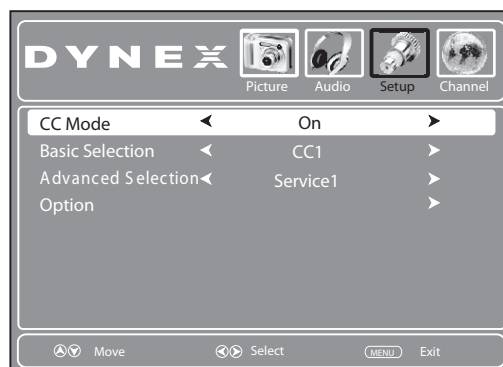 DYNEX
Picture Audio Setup Channel
CC Mode On
Basic Selection CC1
Advanced Selection Service1
Option
Move Select MENU Exit